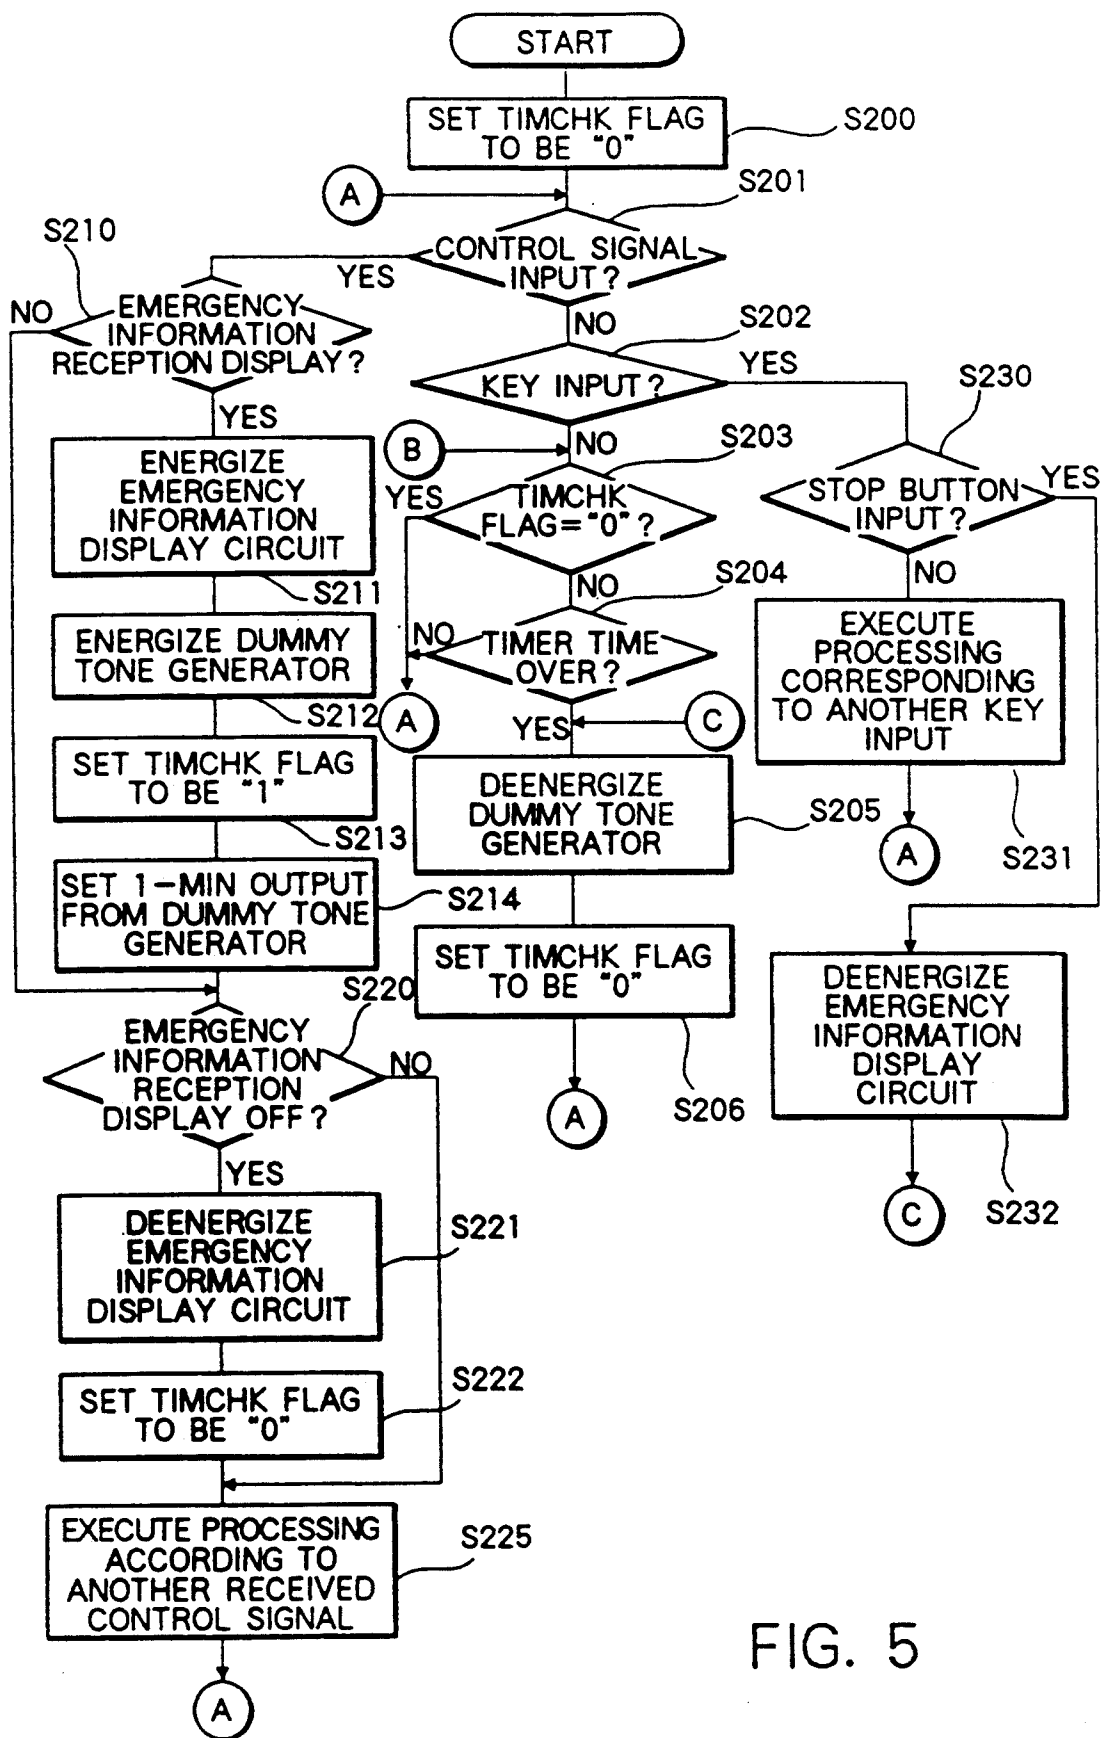 START
SET TIMCHK FLAG
TO BE "0"
S200
A
S201
CONTROL SIGNAL
INPUT?
YES
NO
S210
EMERGENCY
INFORMATION
RECEPTION DISPLAY?
NO
YES
ENERGIZE
EMERGENCY
INFORMATION
DISPLAY CIRCUIT
S211
ENERGIZE DUMMY
TONE GENERATOR
S212
SET TIMCHK FLAG
TO BE "1"
S213
SET 1-MIN OUTPUT
FROM DUMMY TONE
GENERATOR
S214
S220
EMERGENCY
INFORMATION
RECEPTION
DISPLAY OFF?
NO
YES
DEENERGIZE
EMERGENCY
INFORMATION
DISPLAY CIRCUIT
S221
SET TIMCHK FLAG
TO BE "0"
S222
EXECUTE PROCESSING
ACCORDING TO
ANOTHER RECEIVED
CONTROL SIGNAL
S225
A
S202
KEY INPUT?
YES
NO
B
S203
TIMCHK
FLAG="0"?
YES
NO
S204
TIMER TIME
OVER?
NO
A
YES
C
DEENERGIZE
DUMMY TONE
GENERATOR
S205
SET TIMCHK FLAG
TO BE "0"
S206
A
S230
STOP BUTTON
INPUT?
YES
NO
EXECUTE
PROCESSING
CORRESPONDING
TO ANOTHER KEY
INPUT
S231
A
DEENERGIZE
EMERGENCY
INFORMATION
DISPLAY
CIRCUIT
S232
C
FIG. 5